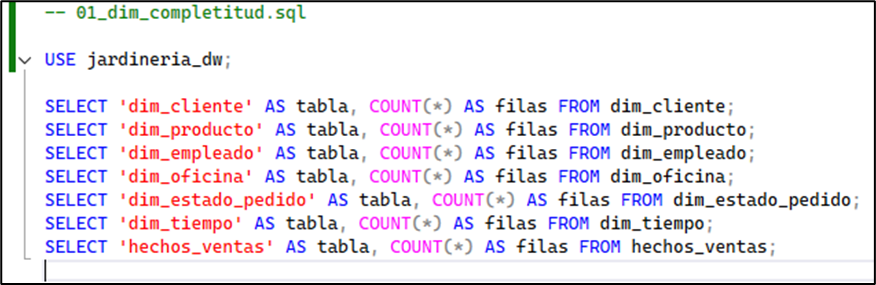 -- 01_dim_completitud.sql
USE jardineria_dw;
SELECT 'dim_cliente' AS tabla, COUNT(*) AS filas FROM dim_cliente;
SELECT 'dim_producto' AS tabla, COUNT(*) AS filas FROM dim_producto;
SELECT 'dim_empleado' AS tabla, COUNT(*) AS filas FROM dim_empleado;
SELECT 'dim_oficina' AS tabla, COUNT(*) AS filas FROM dim_oficina;
SELECT 'dim_estado_pedido' AS tabla, COUNT(*) AS filas FROM dim_estado_pedido;
SELECT 'dim_tiempo' AS tabla, COUNT(*) AS filas FROM dim_tiempo;
SELECT 'hechos_ventas' AS tabla, COUNT(*) AS filas FROM hechos_ventas;